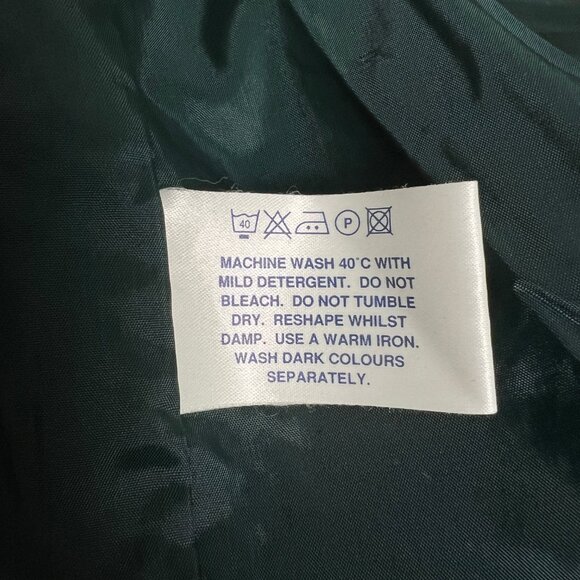 40 P
MACHINE WASH 40°C WITH
MILD DETERGENT. DO NOT
BLEACH. DO NOT TUMBLE
DRY. RESHAPE WHILST
DAMP. USE A WARM IRON.
WASH DARK COLOURS
SEPARATELY.